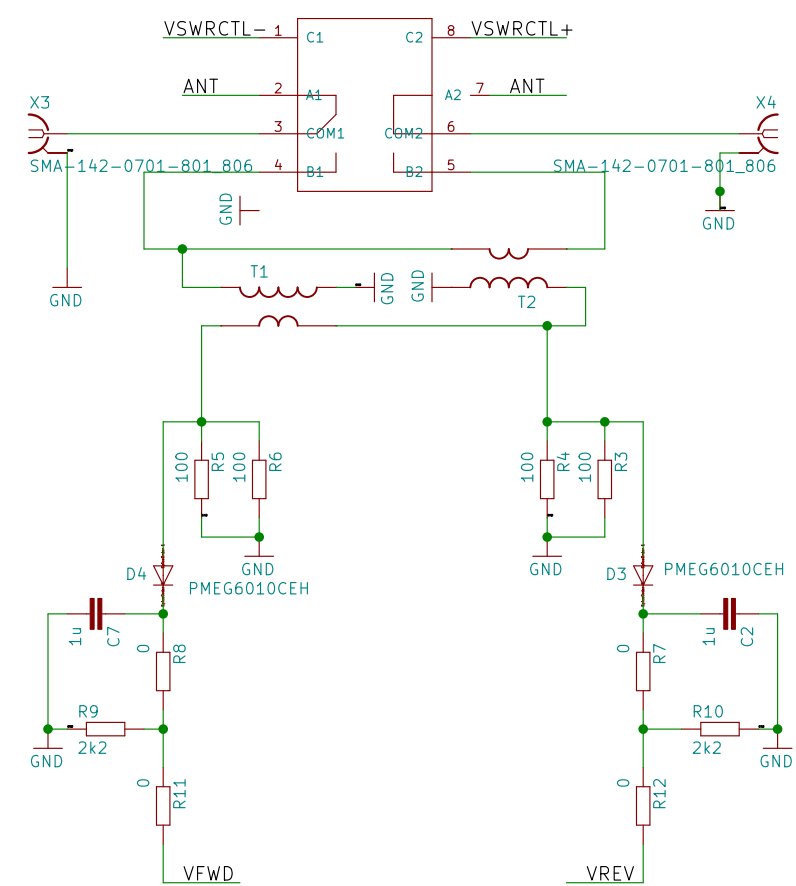 VSWRCTL- 1 C1 C2 8 VSWRCTL+
ANT 2 A1 A2 7 ANT
X3 X4
3 COM1 COM2 6
SMA-142-0701-801_806 4 B1 B2 5 SMA-142-0701-801_806
GND
GND
T1 GND GND
GND
T2
100 R5 100 R6 100 R4 100 R3
GND GND
D4 PMEG6010CEH D3 PMEG6010CEH
1u C7 0 R8 0 R7 1u C2
R9 R10
2k2 2k2
GND GND
0 R11 0 R12
VFWD VREV